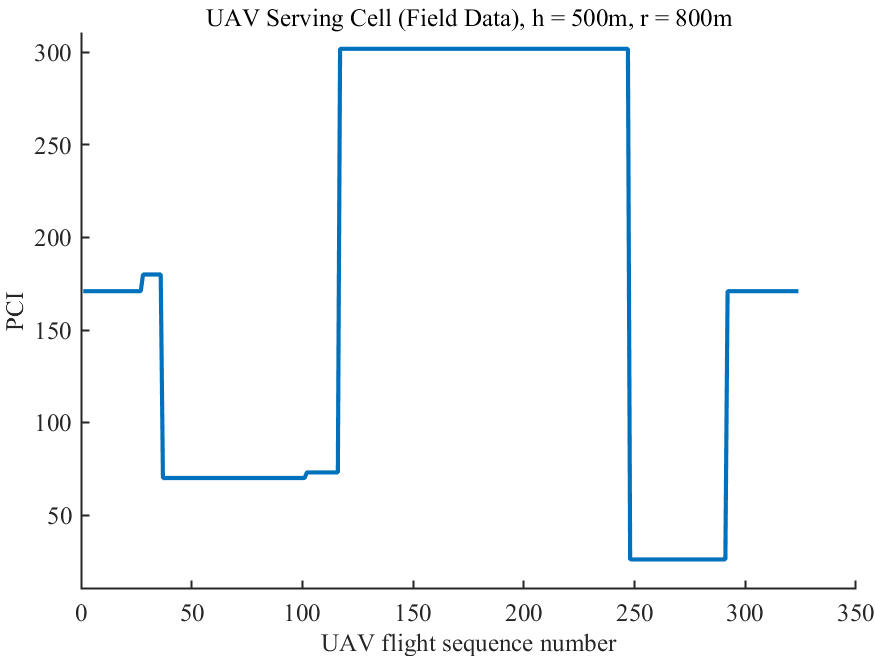 UAV Serving Cell (Field Data), h = 500m, r = 800m
300
250
200
150
100
50
PCI
0 50 100 150 200 250 300 350
UAV flight sequence number